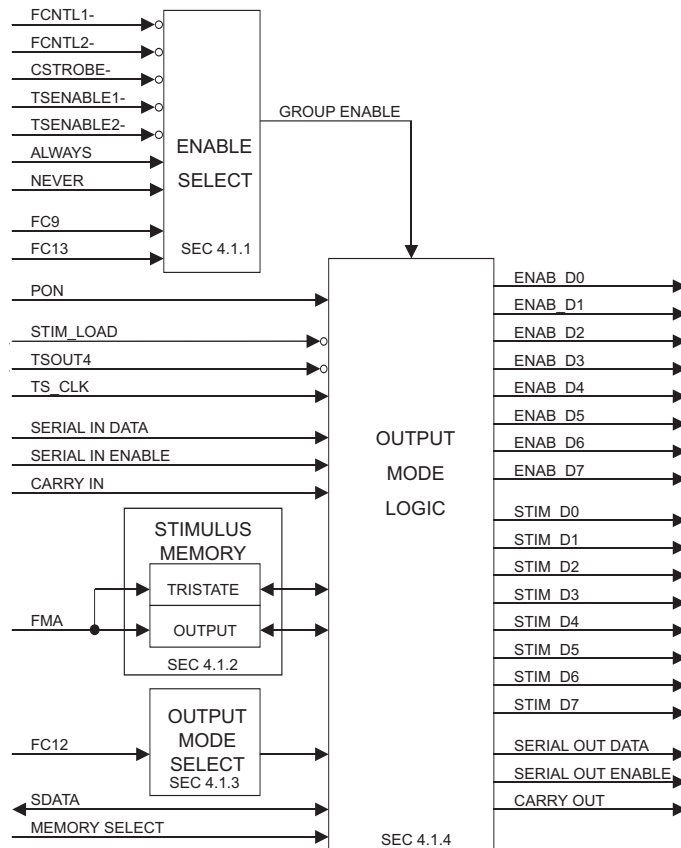 FCNTL1-
FCNTL2-
CSTROBE-
TSENABLE1-
TSENABLE2-
ALWAYS
NEVER
FC9
FC13
ENABLE
SELECT
SEC 4.1.1
GROUP ENABLE
PON
STIM_LOAD
TSOUT4
TS_CLK
SERIAL IN DATA
SERIAL IN ENABLE
CARRY IN
STIMULUS
MEMORY
TRISTATE
OUTPUT
SEC 4.1.2
FMA
OUTPUT
MODE
SELECT
SEC 4.1.3
FC12
SDATA
MEMORY SELECT
OUTPUT
MODE
LOGIC
SEC 4.1.4
ENAB_D0
ENAB_D1
ENAB_D2
ENAB_D3
ENAB_D4
ENAB_D5
ENAB_D6
ENAB_D7
STIM_D0
STIM_D1
STIM_D2
STIM_D3
STIM_D4
STIM_D5
STIM_D6
STIM_D7
SERIAL OUT DATA
SERIAL OUT ENABLE
CARRY OUT